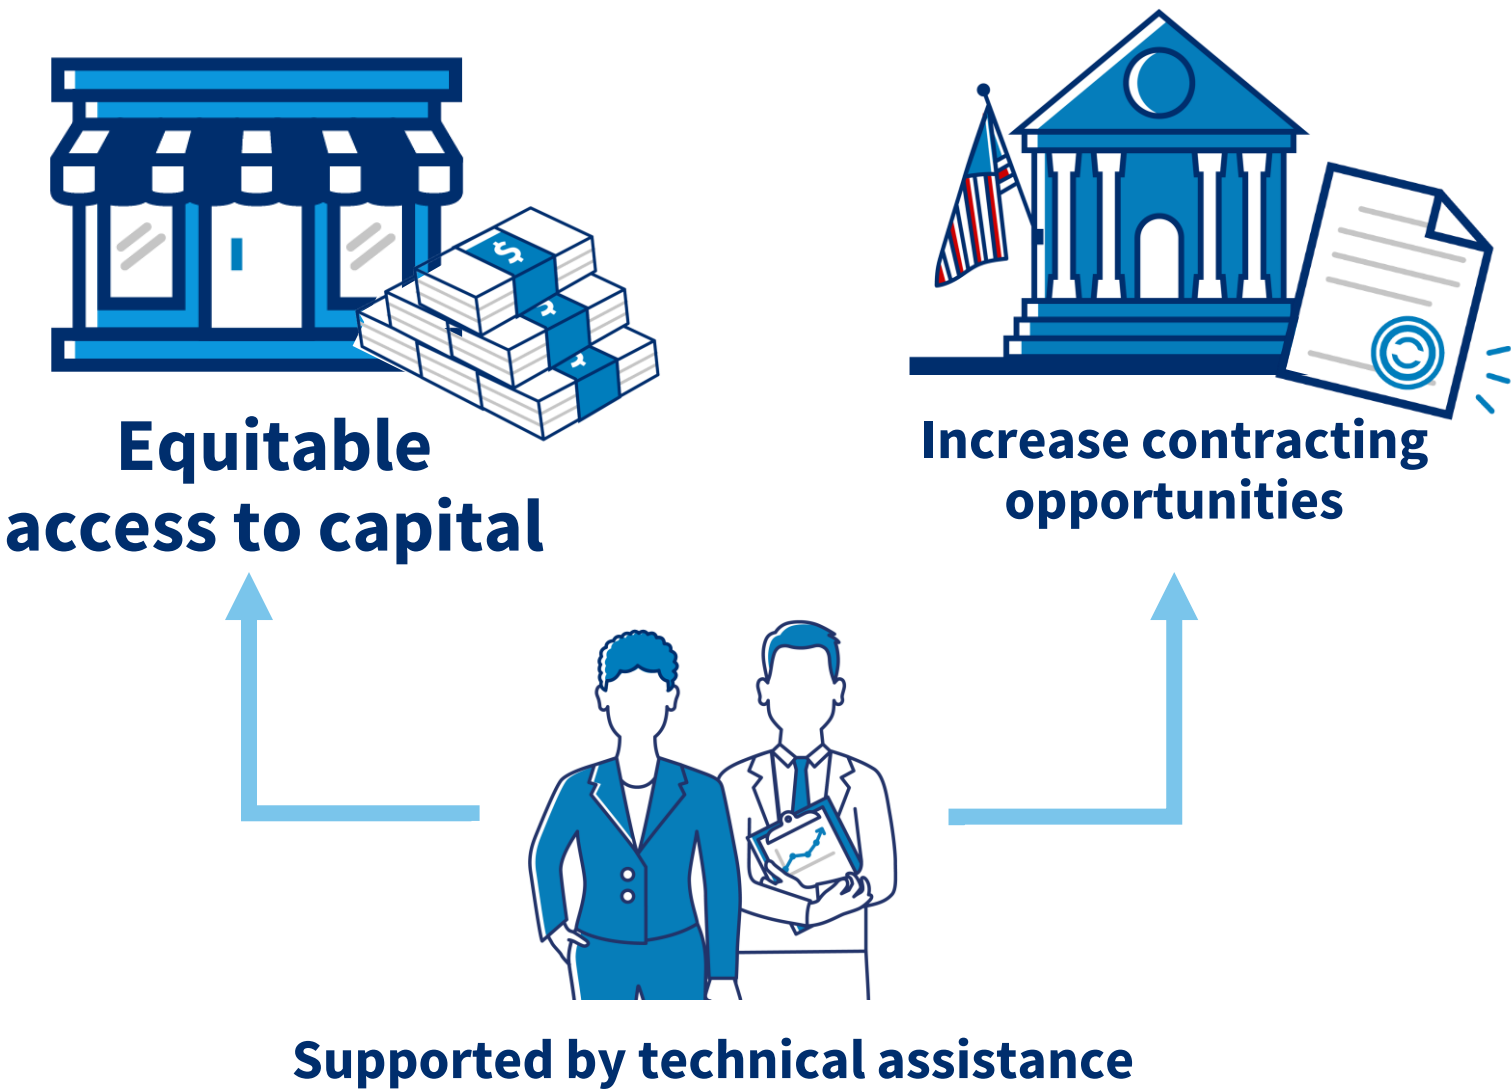 Equitable
access to capital
Increase contracting
opportunities
Supported by technical assistance